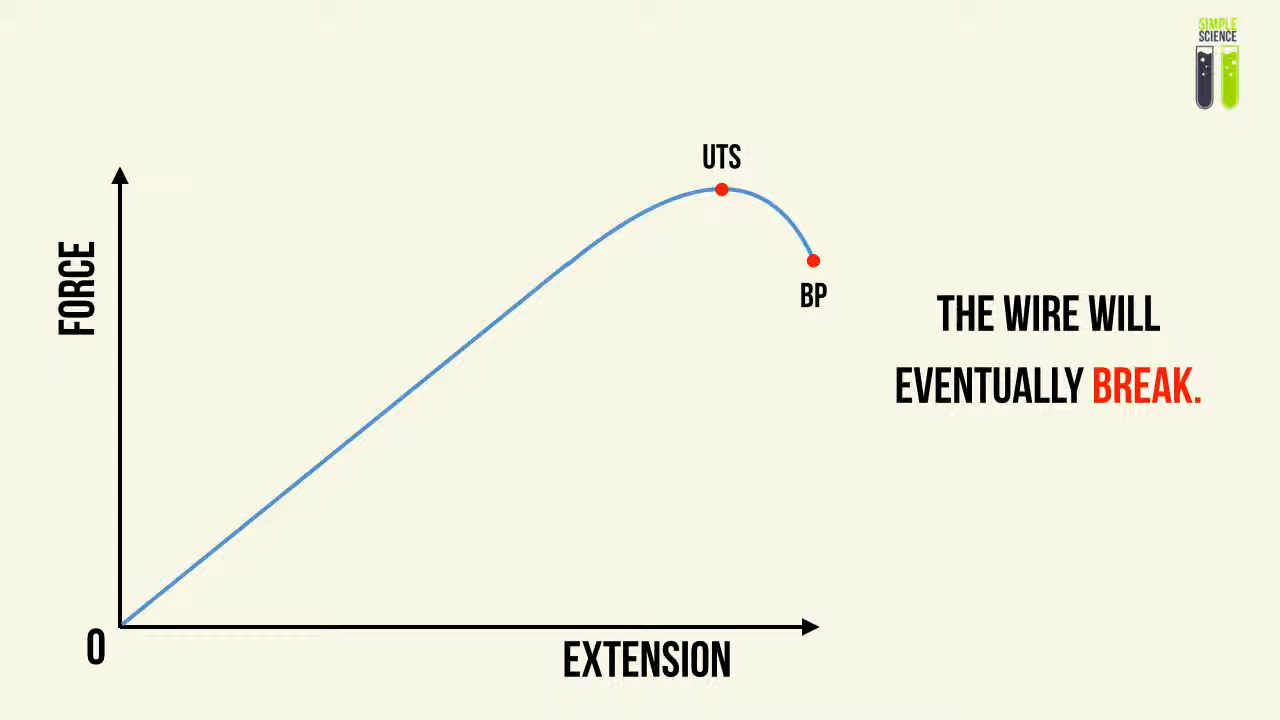 SIMPLE
SCIENCE
UTS
BP
FORCE
THE WIRE WILL
EVENTUALLY BREAK.
0
EXTENSION